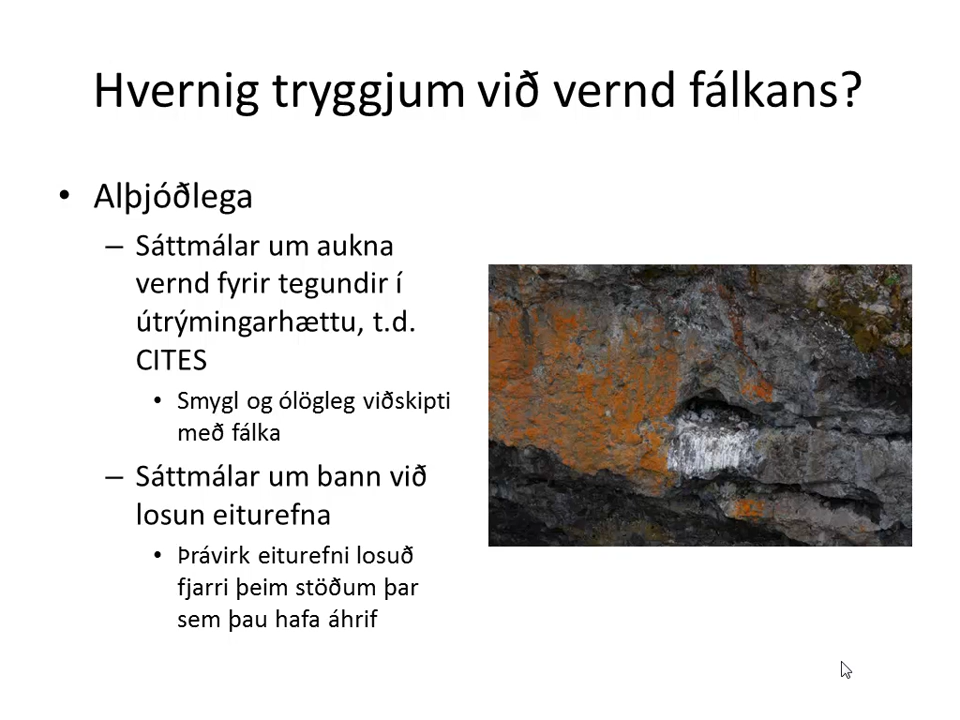 Hvernig tryggjum við vernd fálkans?
• Alþjóðlega
– Sáttmálar um aukna
vernd fyrir tegundir í
útrýmingarhættu, t.d.
CITES
• Smygl og ólögleg viðskipti
með fálka
– Sáttmálar um bann við
losun eiturefna
• Þrávirk eiturefni losuð
fjarri þeim stöðum þar
sem þau hafa áhrif